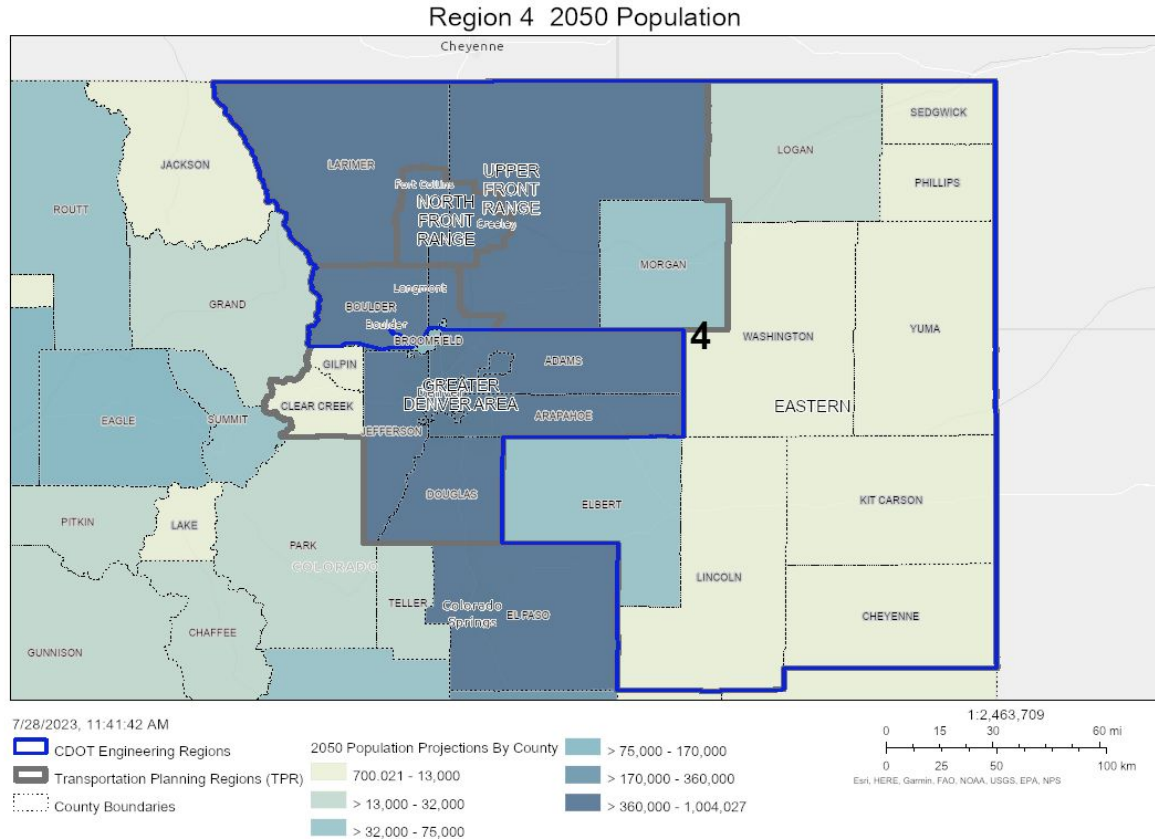 Region 4 2050 Population
Cheyenne
SEDGWICK
LOGAN
JACKSON
LARIMER
UPPER
FRONT
RANGE
PHILLIPS
Fort Collins
NORTH
FRONT
RANGE
Greeley
ROUTT
MORGAN
Longmont
GRAND
BOULDER
Boulder
BROOMFIELD
4
WASHINGTON
YUMA
GILPIN
ADAMS
GREATER
DENVER AREA
CLEAR CREEK
ARAPAHOE
EASTERN
EAGLE
SUMMIT
JEFFERSON
DOUGLAS
ELBERT
KIT CARSON
PITKIN
LAKE
PARK
COLORADO
LINCOLN
TELLER
Colorado
Springs
EL PASO
CHEYENNE
CHAFFEE
GUNNISON
7/28/2023, 11:41:42 AM
CDOT Engineering Regions
Transportation Planning Regions (TPR)
County Boundaries
2050 Population Projections By County
700.021 - 13,000
> 13,000 - 32,000
> 32,000 - 75,000
> 75,000 - 170,000
> 170,000 - 360,000
> 360,000 - 1,004,027
1:2,463,709
0 15 30 60 mi
0 25 50 100 km
Esri, HERE, Garmin, FAO, NOAA, USGS, EPA, NPS